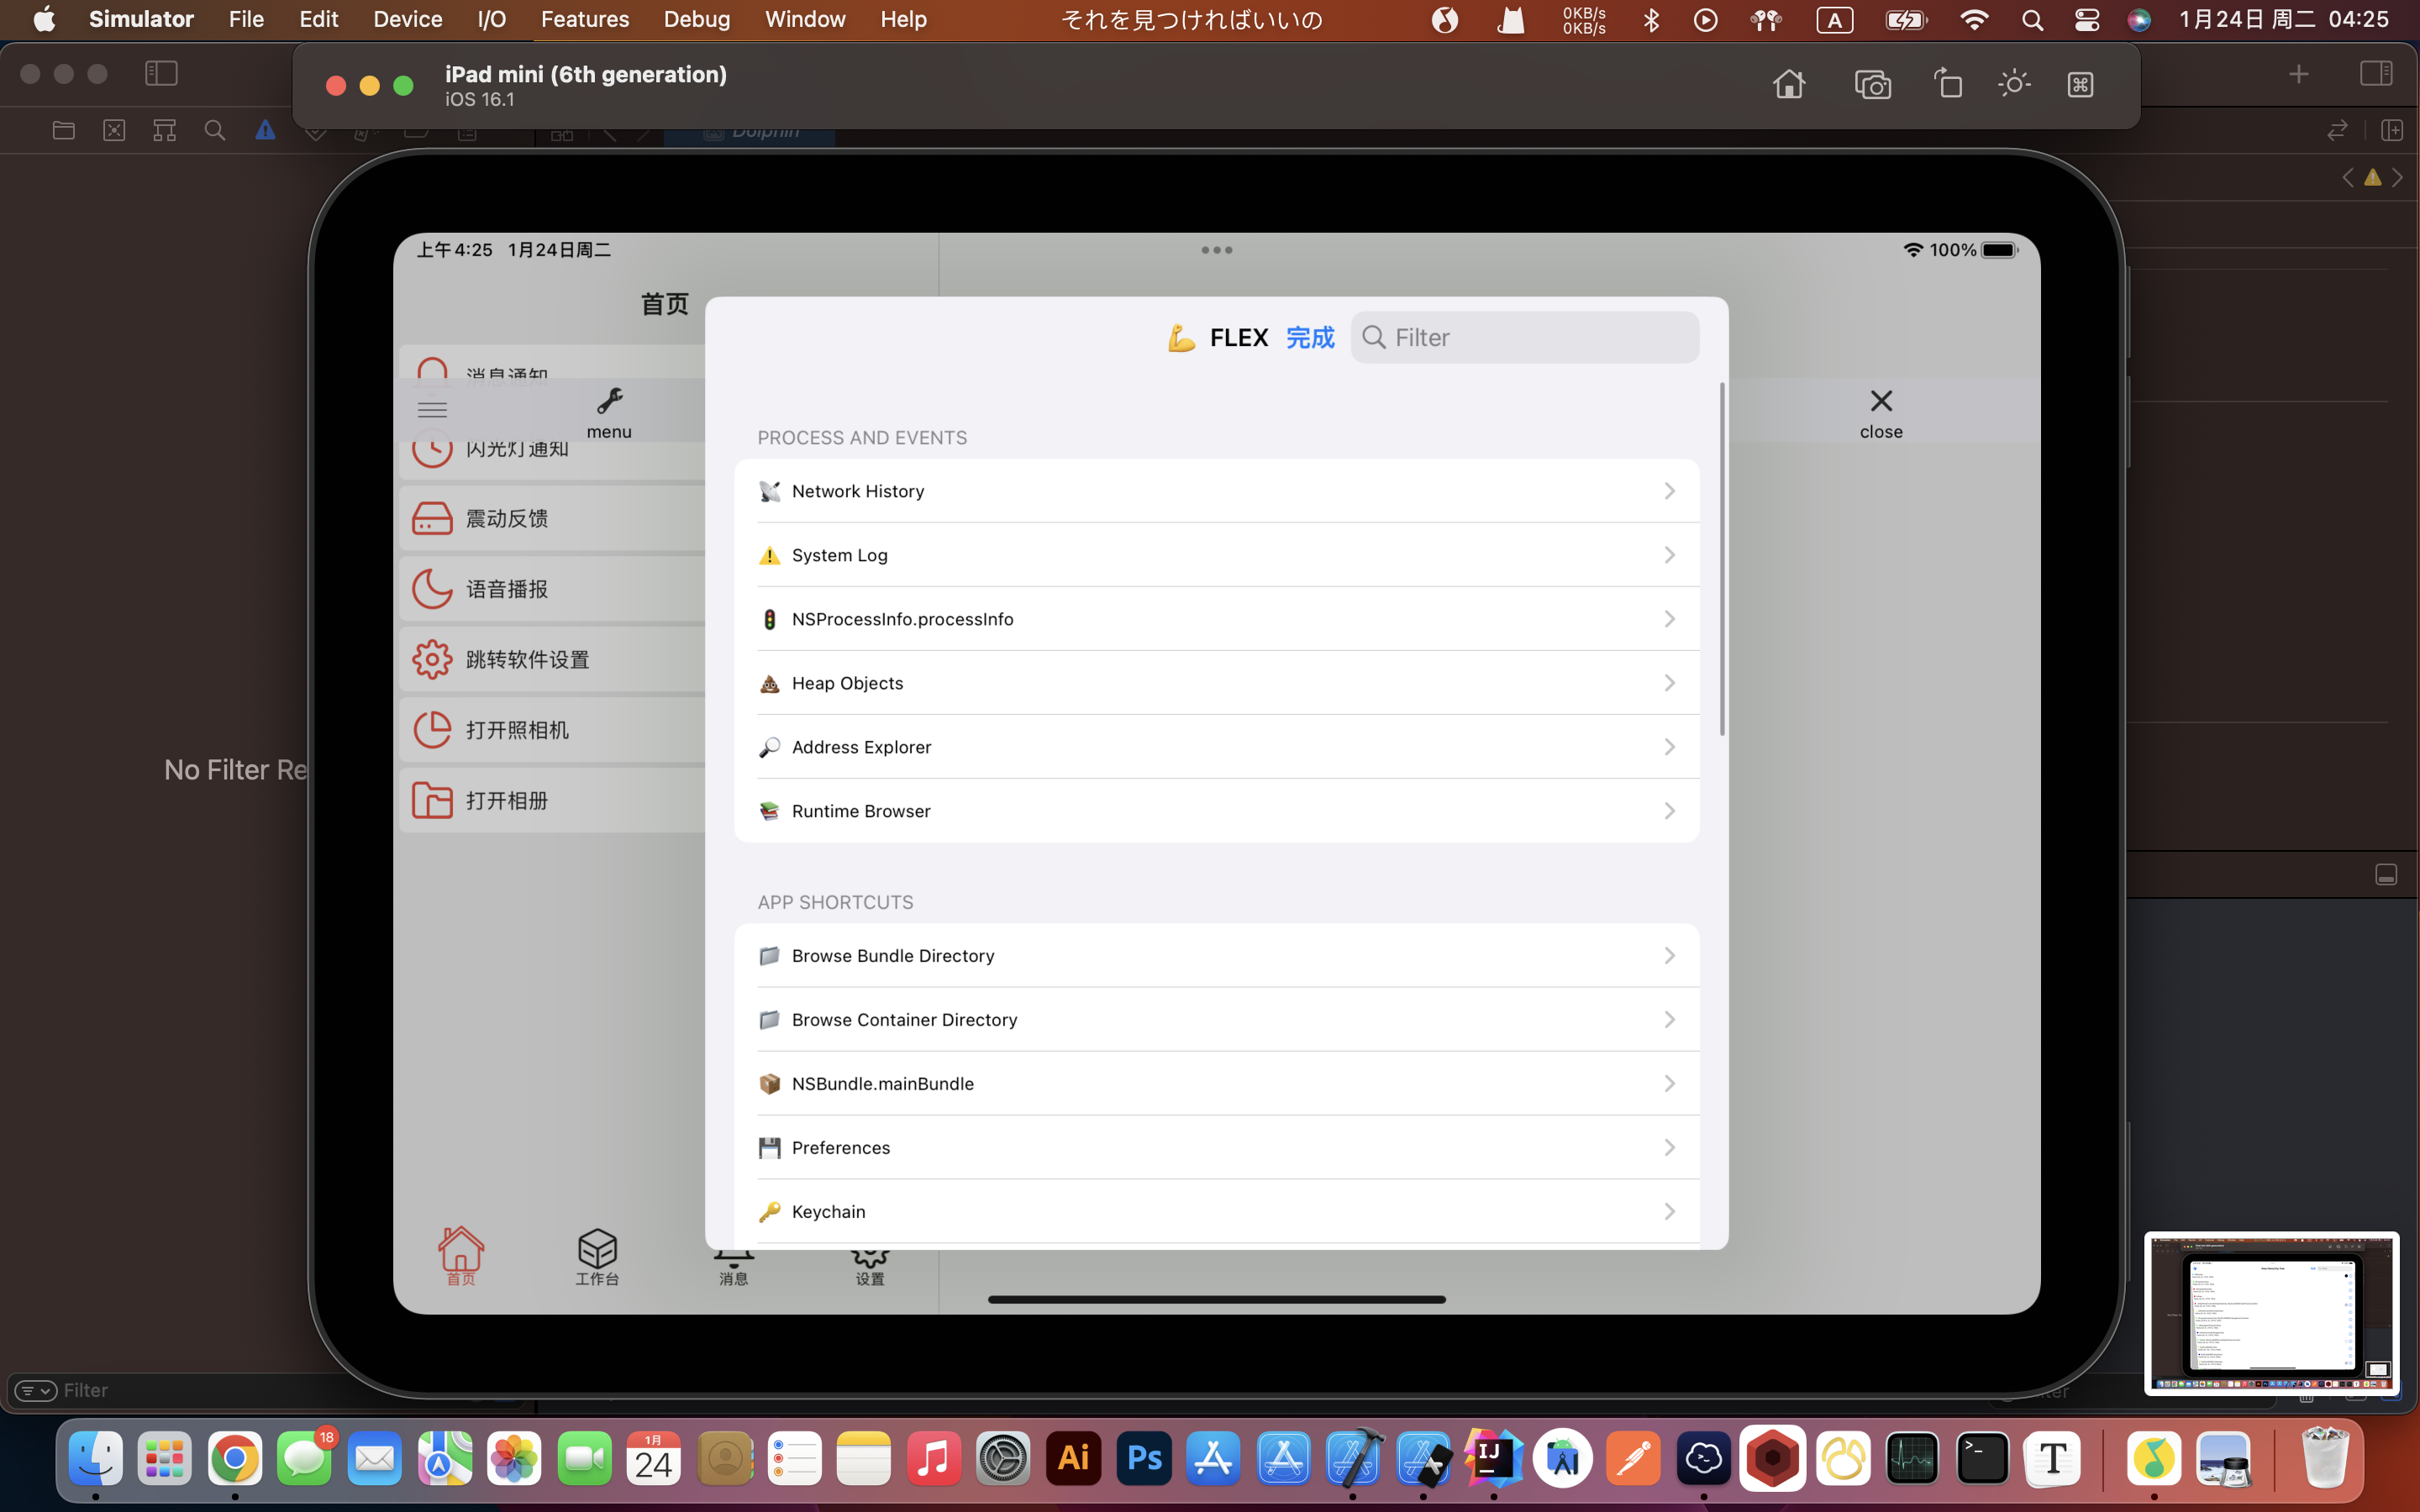 Simulator File Edit Device I/O Features Debug Window Help それを見つければいいの 0KB/s 0KB/s A 1月24日 周二 04:25
iPad mini (6th generation)
iOS 16.1
Dolphin
上午4:25 1月24日周二
100%
首页
FLEX 完成 Filter
消息通知
menu
close
闪光灯通知
震动反馈
语音播报
跳转软件设置
打开照相机
打开相册
PROCESS AND EVENTS
Network History
System Log
NSProcessInfo.processInfo
Heap Objects
Address Explorer
Runtime Browser
APP SHORTCUTS
Browse Bundle Directory
Browse Container Directory
NSBundle.mainBundle
Preferences
Keychain
首页 工作台 消息 设置
No Filter Re
Filter
18
1月
24
Ai
Ps
IJ
T